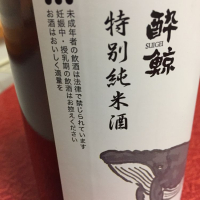 酔鯨
SUIGEI
特別純米酒
未成年者の飲酒は法律で禁じられています
妊娠中・授乳期の飲酒はお控えください
お酒はおいしく適量を